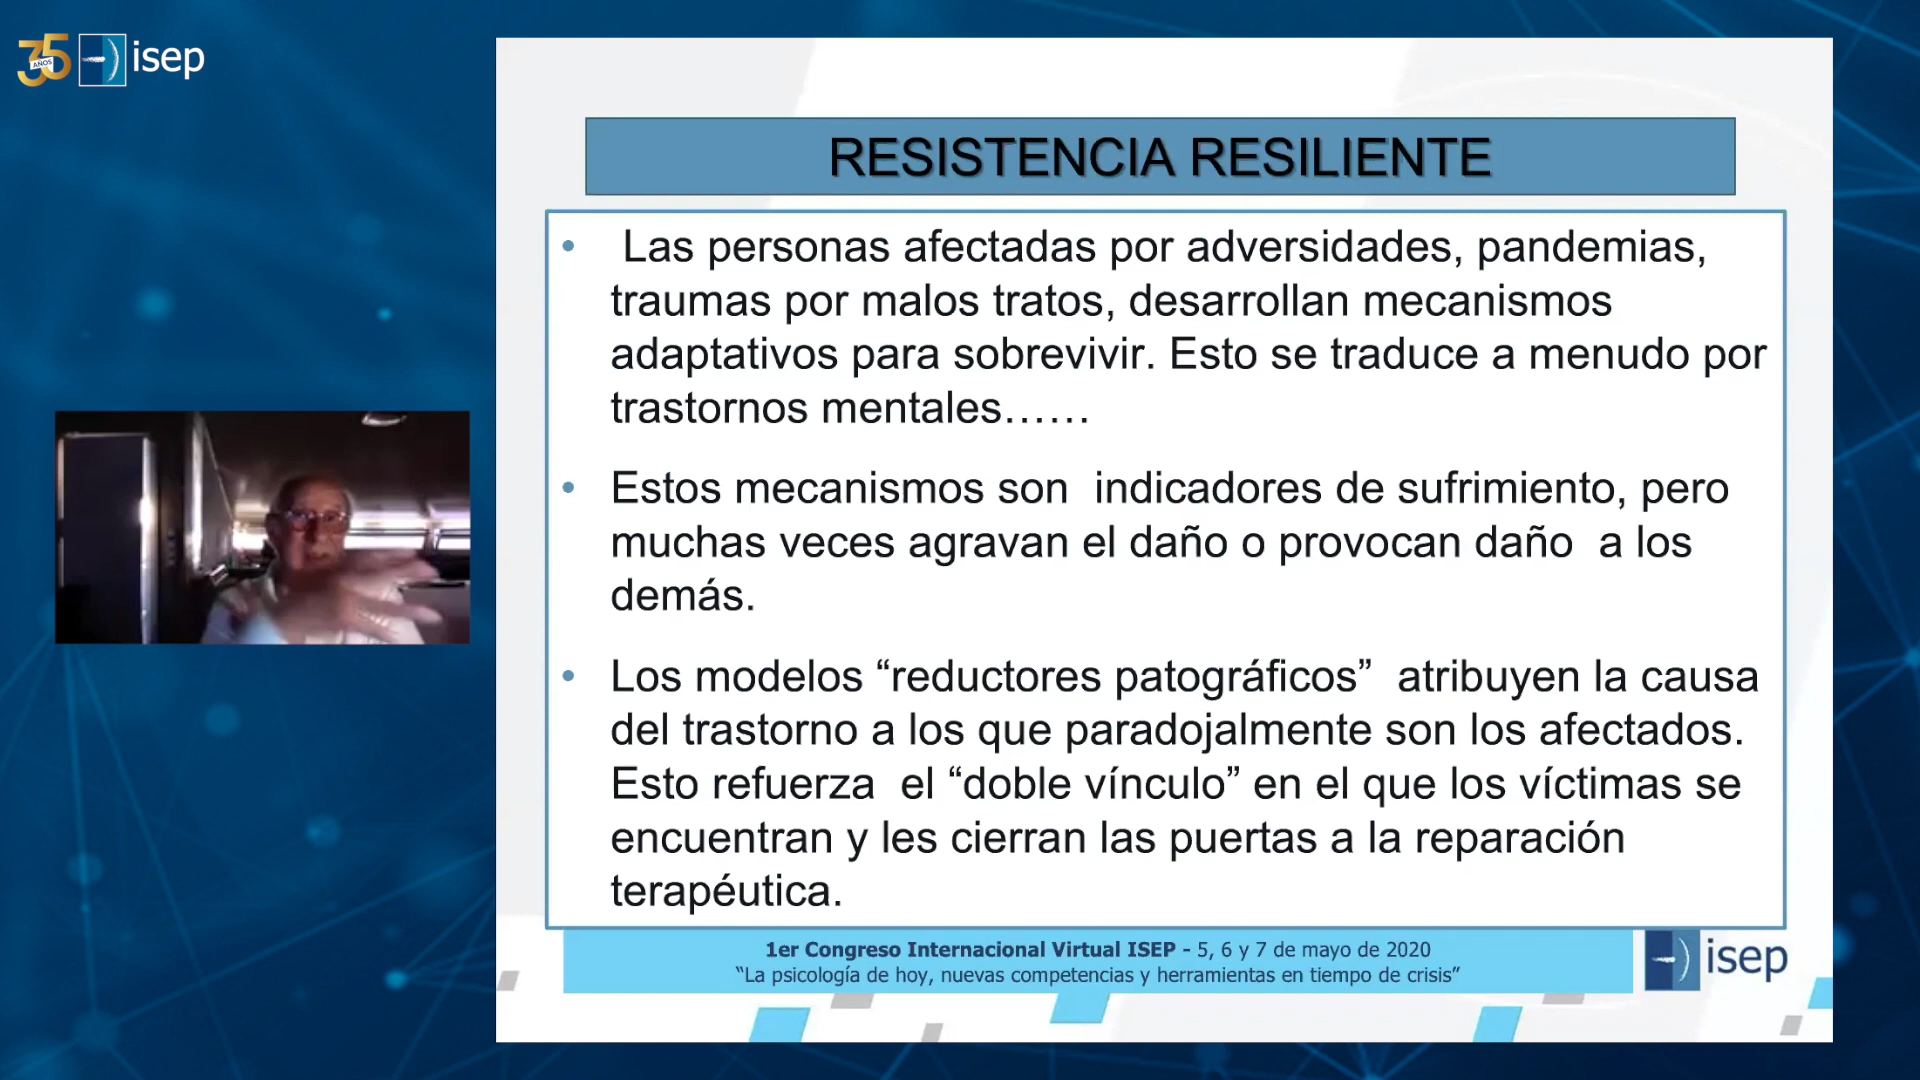 35
AÑOS
isep
RESISTENCIA RESILIENTE
• Las personas afectadas por adversidades, pandemias,
traumas por malos tratos, desarrollan mecanismos
adaptativos para sobrevivir. Esto se traduce a menudo por
trastornos mentales……
• Estos mecanismos son indicadores de sufrimiento, pero
muchas veces agravan el daño o provocan daño a los
demás.
• Los modelos “reductores patográficos” atribuyen la causa
del trastorno a los que paradojalmente son los afectados.
Esto refuerza el “doble vínculo” en el que los víctimas se
encuentran y les cierran las puertas a la reparación
terapéutica.
1er Congreso Internacional Virtual ISEP - 5, 6 y 7 de mayo de 2020
“La psicología de hoy, nuevas competencias y herramientas en tiempo de crisis”
isep